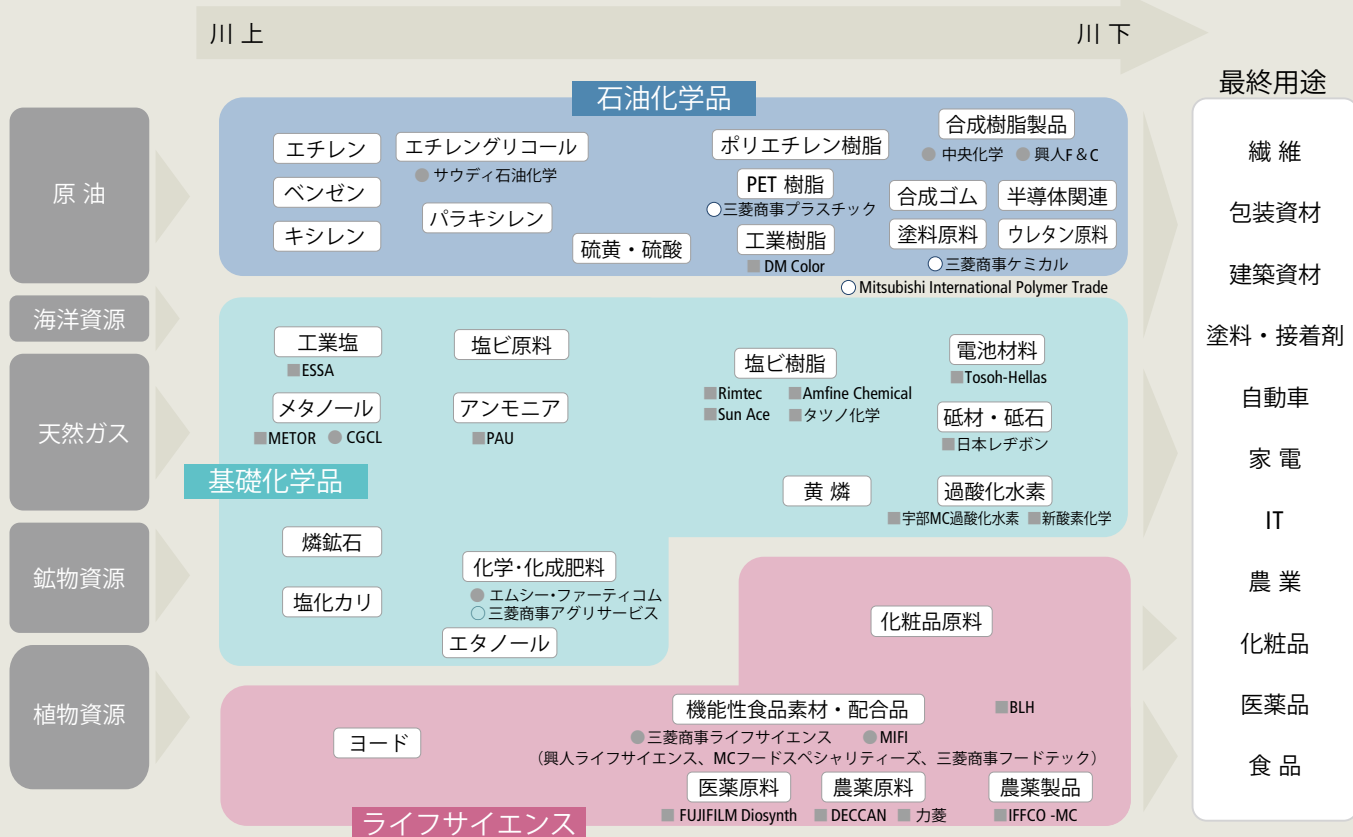 川上
川下
最終用途
原油
海洋資源
天然ガス
鉱物資源
植物資源
石油化学品
エチレン
エチレングリコール
ポリエチレン樹脂
合成樹脂製品
サウディ石油化学
中央化学 興人F&C
ベンゼン
PET 樹脂
三菱商事プラスチック
合成ゴム
半導体関連
キシレン
パラキシレン
硫黄・硫酸
工業樹脂
DM Color
塗料原料
ウレタン原料
三菱商事ケミカル
Mitsubishi International Polymer Trade
基礎化学品
工業塩
ESSA
塩ビ原料
塩ビ樹脂
Rimtec Amfine Chemical
Sun Ace タツノ化学
電池材料
Tosoh-Hellas
メタノール
METOR CGCL
アンモニア
PAU
砥材・砥石
日本レヂボン
黄燐
過酸化水素
宇部MC過酸化水素 新酸素化学
燐鉱石
塩化カリ
化学・化成肥料
エムシー・ファーティコム
三菱商事アグリサービス
エタノール
化粧品原料
ヨード
機能性食品素材・配合品
BLH
三菱商事ライフサイエンス MIFI
(興人ライフサイエンス、MCフードスペシャリティーズ、三菱商事フードテック)
医薬原料
FUJIFILM Diosynth
農薬原料
DECCAN 力菱
農薬製品
IFFCO -MC
ライフサイエンス
繊維
包装資材
建築資材
塗料・接着剤
自動車
家電
IT
農業
化粧品
医薬品
食品